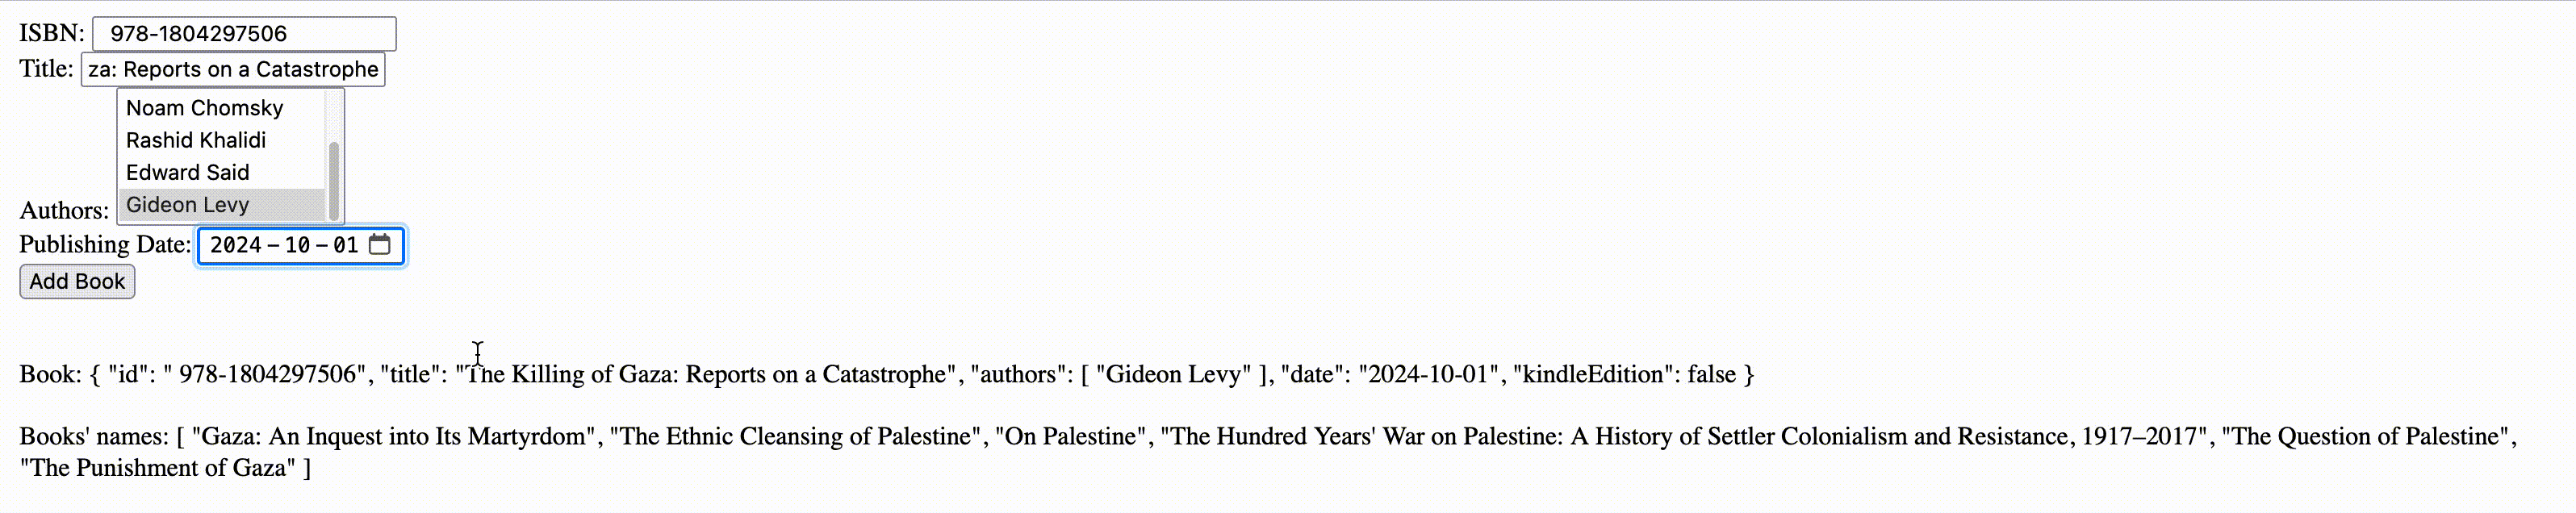 ISBN: 978-1804297506
Title: za: Reports on a Catastrophe
Noam Chomsky
Rashid Khalidi
Edward Said
Authors: Gideon Levy
Publishing Date: 2024-10-01
Add Book
Book: { "id": " 978-1804297506", "title": "The Killing of Gaza: Reports on a Catastrophe", "authors": [ "Gideon Levy" ], "date": "2024-10-01", "kindleEdition": false }
Books' names: [ "Gaza: An Inquest into Its Martyrdom", "The Ethnic Cleansing of Palestine", "On Palestine", "The Hundred Years' War on Palestine: A History of Settler Colonialism and Resistance, 1917–2017", "The Question of Palestine",
"The Punishment of Gaza" ]